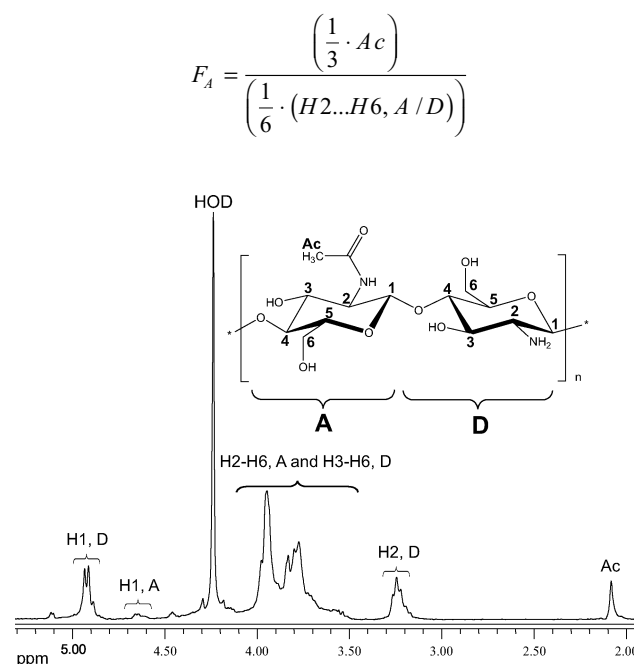 F_A = (1/3 · Ac) / (1/6 · (H2...H6, A / D))
HOD
Ac
H₃C
O
NH
OH
6
3
HO
2
1
O
4
5
O
5
O
4
6
OH
HO
3
2
NH₂
1
*
*
O
n
A
D
H2-H6, A and H3-H6, D
H1, D
H1, A
H2, D
Ac
5.00
4.50
4.00
3.50
3.00
2.50
2.00
ppm